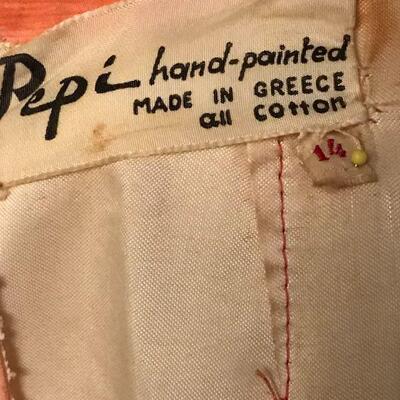 Pepi hand-painted
MADE IN GREECE
all cotton
14